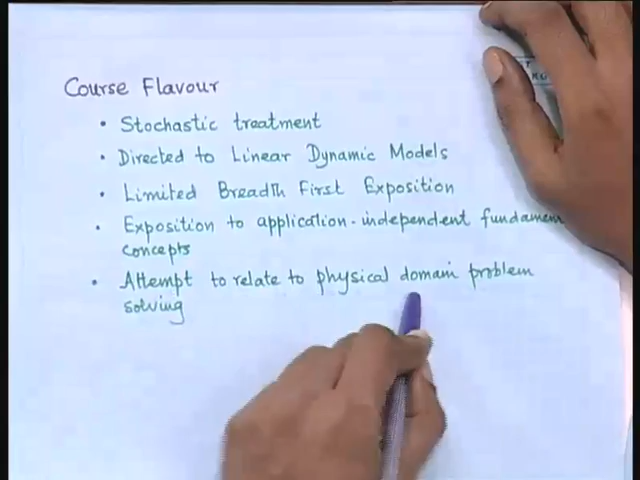 Course Flavour
• Stochastic treatment
• Directed to Linear Dynamic Models
• Limited Breadth First Exposition
• Exposition to application-independent fundamen
concepts
• Attempt to relate to physical domain problem
solving